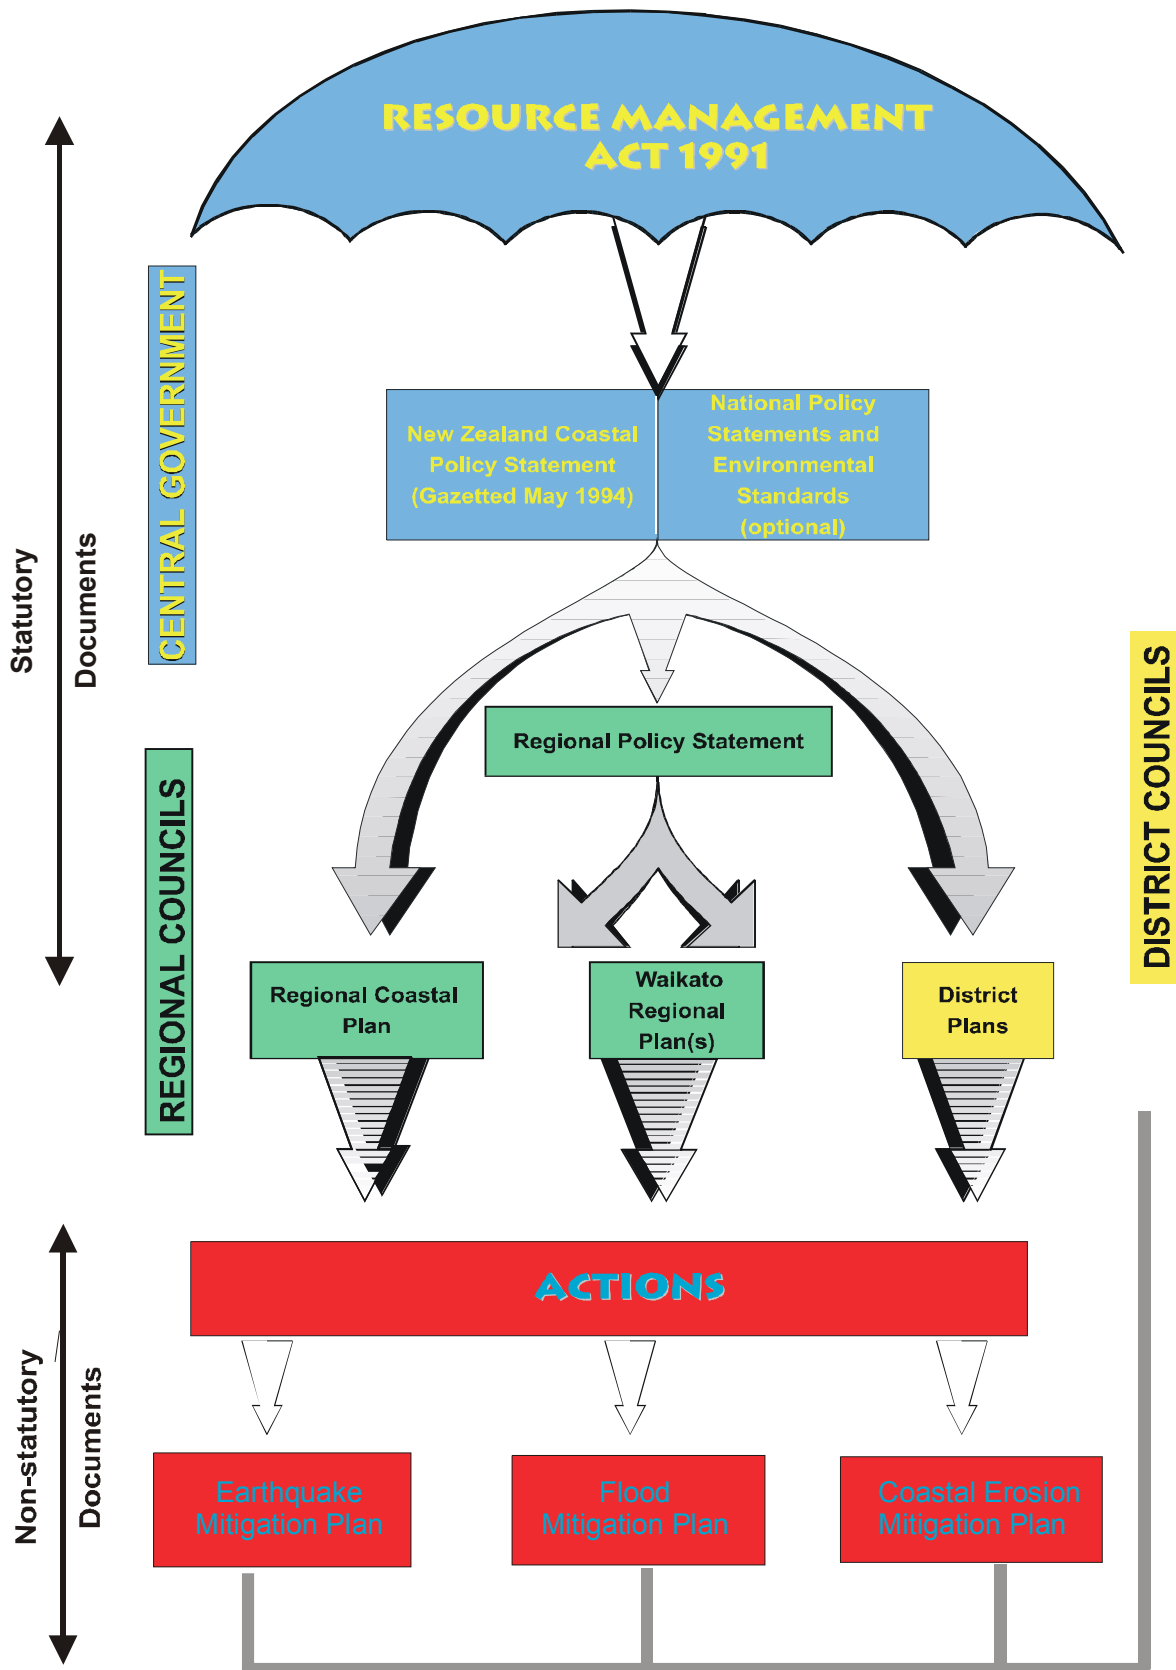 RESOURCE MANAGEMENT
ACT 1991
CENTRAL GOVERNMENT
New Zealand Coastal
Policy Statement
(Gazetted May 1994)
National Policy
Statements and
Environmental
Standards
(optional)
Statutory
Documents
DISTRICT COUNCILS
Regional Policy Statement
REGIONAL COUNCILS
Regional Coastal
Plan
Waikato
Regional
Plan(s)
District
Plans
ACTIONS
Non-statutory
Documents
Earthquake
Mitigation Plan
Flood
Mitigation Plan
Coastal Erosion
Mitigation Plan